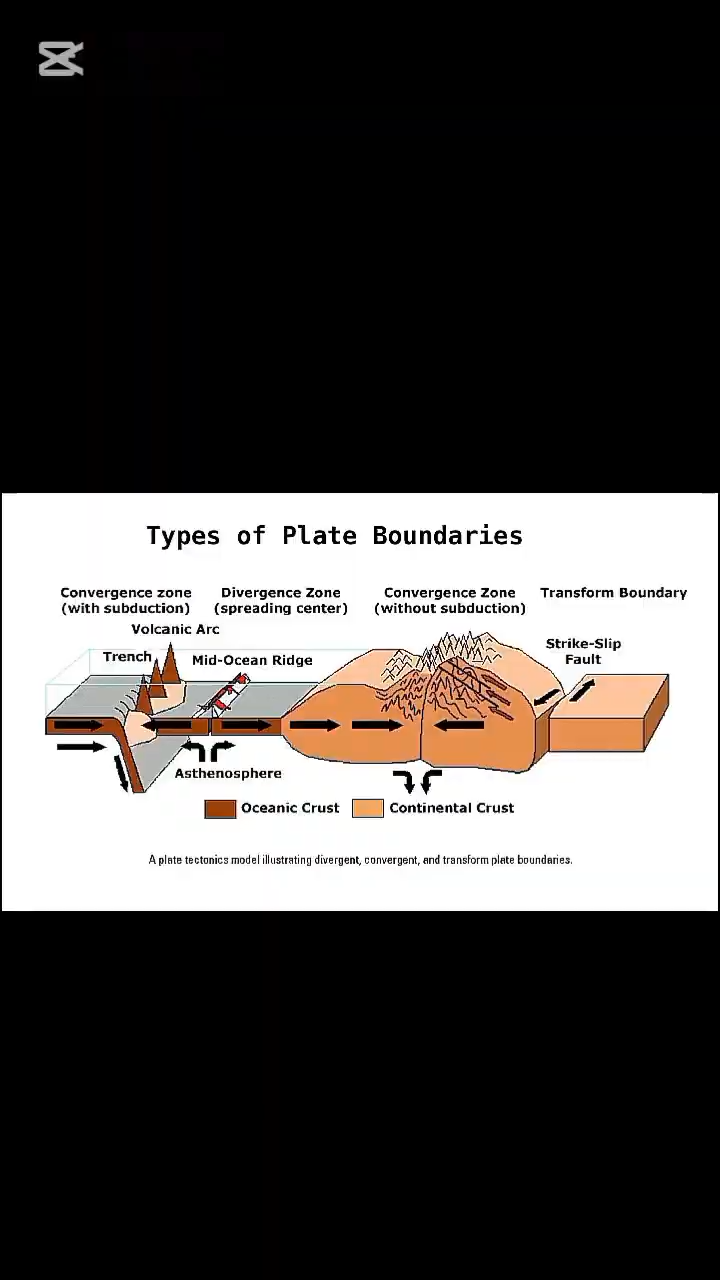 Types of Plate Boundaries
Convergence zone
(with subduction)
Divergence Zone
(spreading center)
Convergence Zone
(without subduction)
Transform Boundary
Volcanic Arc
Trench
Mid-Ocean Ridge
Strike-Slip
Fault
Asthenosphere
Oceanic Crust
Continental Crust
A plate tectonics model illustrating divergent, convergent, and transform plate boundaries.